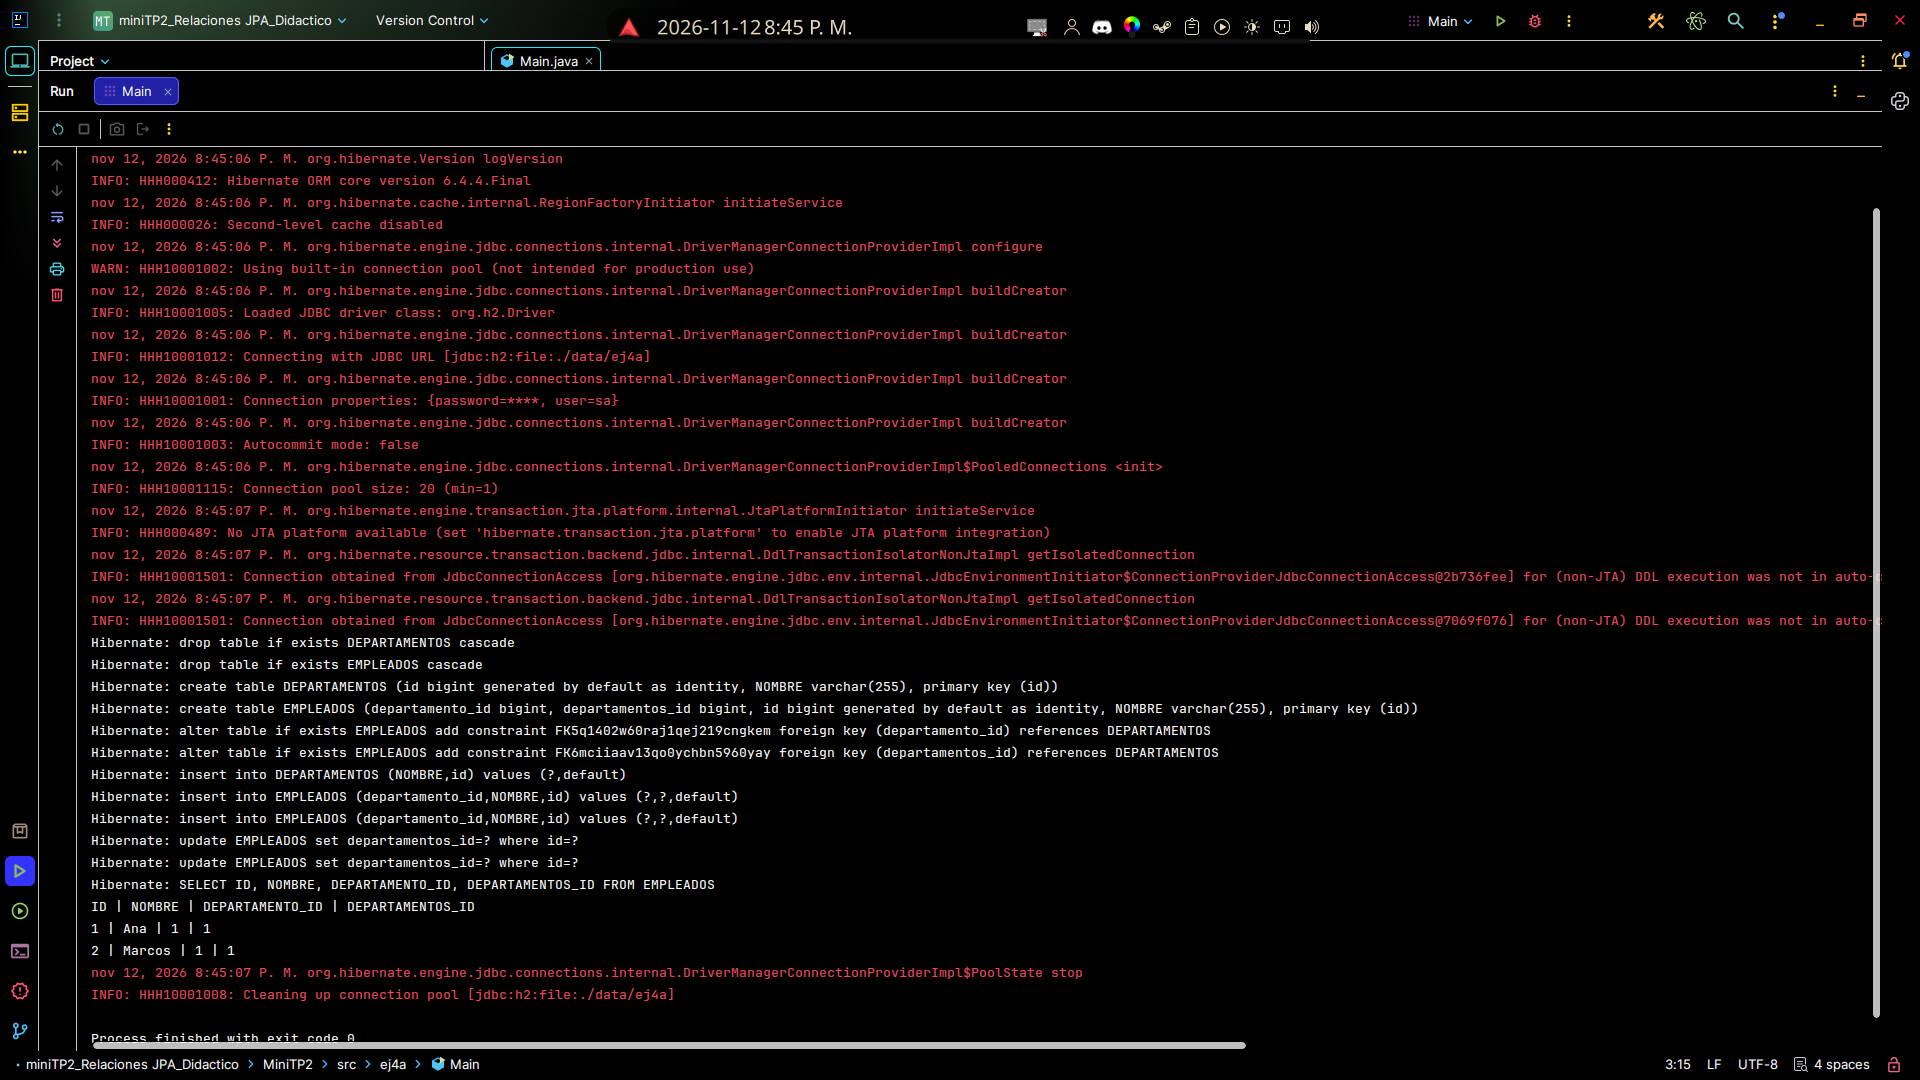 MT miniTP2_Relaciones JPA_Didactico Version Control 2026-11-12 8:45 P. M. Main
Project Main.java
Run Main
nov 12, 2026 8:45:06 P. M. org.hibernate.Version logVersion
INFO: HHH000412: Hibernate ORM core version 6.4.4.Final
nov 12, 2026 8:45:06 P. M. org.hibernate.cache.internal.RegionFactoryInitiator initiateService
INFO: HHH000026: Second-level cache disabled
nov 12, 2026 8:45:06 P. M. org.hibernate.engine.jdbc.connections.internal.DriverManagerConnectionProviderImpl configure
WARN: HHH10001002: Using built-in connection pool (not intended for production use)
nov 12, 2026 8:45:06 P. M. org.hibernate.engine.jdbc.connections.internal.DriverManagerConnectionProviderImpl buildCreator
INFO: HHH10001005: Loaded JDBC driver class: org.h2.Driver
nov 12, 2026 8:45:06 P. M. org.hibernate.engine.jdbc.connections.internal.DriverManagerConnectionProviderImpl buildCreator
INFO: HHH10001012: Connecting with JDBC URL [jdbc:h2:file:./data/ej4a]
nov 12, 2026 8:45:06 P. M. org.hibernate.engine.jdbc.connections.internal.DriverManagerConnectionProviderImpl buildCreator
INFO: HHH10001001: Connection properties: {password=****, user=sa}
nov 12, 2026 8:45:06 P. M. org.hibernate.engine.jdbc.connections.internal.DriverManagerConnectionProviderImpl buildCreator
INFO: HHH10001003: Autocommit mode: false
nov 12, 2026 8:45:06 P. M. org.hibernate.engine.jdbc.connections.internal.DriverManagerConnectionProviderImpl$PooledConnections <init>
INFO: HHH10001115: Connection pool size: 20 (min=1)
nov 12, 2026 8:45:07 P. M. org.hibernate.engine.transaction.jta.platform.internal.JtaPlatformInitiator initiateService
INFO: HHH000489: No JTA platform available (set 'hibernate.transaction.jta.platform' to enable JTA platform integration)
nov 12, 2026 8:45:07 P. M. org.hibernate.resource.transaction.backend.jdbc.internal.DdlTransactionIsolatorNonJtaImpl getIsolatedConnection
INFO: HHH10001501: Connection obtained from JdbcConnectionAccess [org.hibernate.engine.jdbc.env.internal.JdbcEnvironmentInitiator$ConnectionProviderJdbcConnectionAccess@2b736fee] for (non-JTA) DDL execution was not in auto-c
nov 12, 2026 8:45:07 P. M. org.hibernate.resource.transaction.backend.jdbc.internal.DdlTransactionIsolatorNonJtaImpl getIsolatedConnection
INFO: HHH10001501: Connection obtained from JdbcConnectionAccess [org.hibernate.engine.jdbc.env.internal.JdbcEnvironmentInitiator$ConnectionProviderJdbcConnectionAccess@7069f076] for (non-JTA) DDL execution was not in auto-c
Hibernate: drop table if exists DEPARTAMENTOS cascade
Hibernate: drop table if exists EMPLEADOS cascade
Hibernate: create table DEPARTAMENTOS (id bigint generated by default as identity, NOMBRE varchar(255), primary key (id))
Hibernate: create table EMPLEADOS (departamento_id bigint, departamentos_id bigint, id bigint generated by default as identity, NOMBRE varchar(255), primary key (id))
Hibernate: alter table if exists EMPLEADOS add constraint FK5q1402w60raj1qej219cngkem foreign key (departamento_id) references DEPARTAMENTOS
Hibernate: alter table if exists EMPLEADOS add constraint FK6mciiaav13qo0ychbn5960yay foreign key (departamentos_id) references DEPARTAMENTOS
Hibernate: insert into DEPARTAMENTOS (NOMBRE,id) values (?,default)
Hibernate: insert into EMPLEADOS (departamento_id,NOMBRE,id) values (?,?,default)
Hibernate: insert into EMPLEADOS (departamento_id,NOMBRE,id) values (?,?,default)
Hibernate: update EMPLEADOS set departamentos_id=? where id=?
Hibernate: update EMPLEADOS set departamentos_id=? where id=?
Hibernate: SELECT ID, NOMBRE, DEPARTAMENTO_ID, DEPARTAMENTOS_ID FROM EMPLEADOS
ID | NOMBRE | DEPARTAMENTO_ID | DEPARTAMENTOS_ID
1 | Ana | 1 | 1
2 | Marcos | 1 | 1
nov 12, 2026 8:45:07 P. M. org.hibernate.engine.jdbc.connections.internal.DriverManagerConnectionProviderImpl$PoolState stop
INFO: HHH10001008: Cleaning up connection pool [jdbc:h2:file:./data/ej4a]
Process finished with exit code 0
miniTP2_Relaciones JPA_Didactico > MiniTP2 > src > ej4a > Main 3:15 LF UTF-8 4 spaces